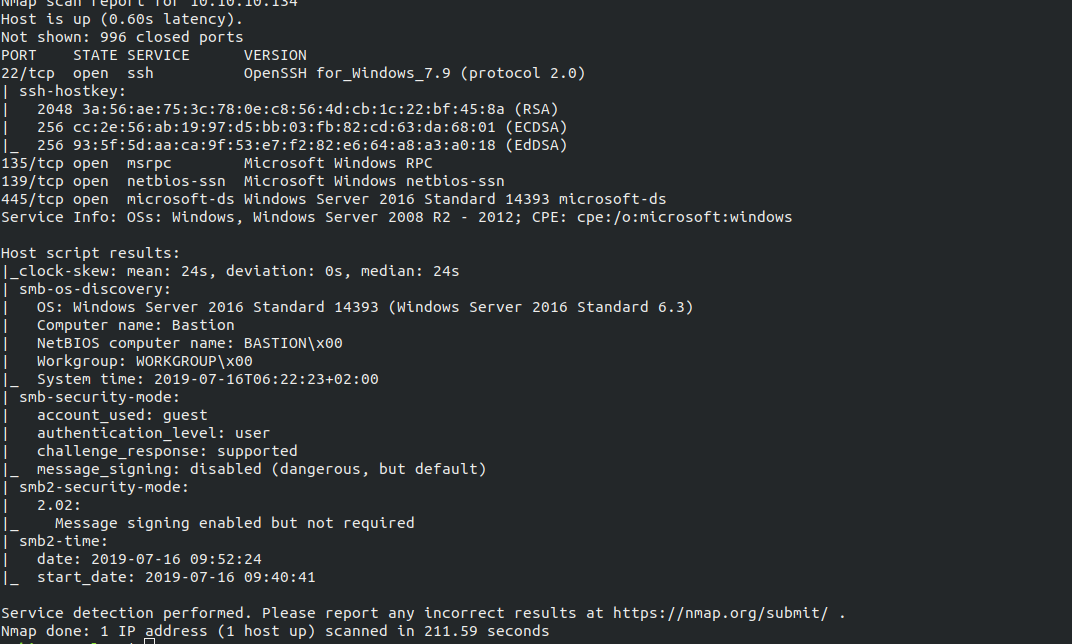 Nmap scan report for 10.10.10.134
Host is up (0.60s latency).
Not shown: 996 closed ports
PORT    STATE SERVICE      VERSION
22/tcp  open  ssh          OpenSSH for_Windows_7.9 (protocol 2.0)
| ssh-hostkey:
|   2048 3a:56:ae:75:3c:78:0e:c8:56:4d:cb:1c:22:bf:45:8a (RSA)
|   256 cc:2e:56:ab:19:97:d5:bb:03:fb:82:cd:63:da:68:01 (ECDSA)
|_  256 93:5f:5d:aa:ca:9f:53:e7:f2:82:e6:64:a8:a3:a0:18 (EdDSA)
135/tcp open  msrpc        Microsoft Windows RPC
139/tcp open  netbios-ssn  Microsoft Windows netbios-ssn
445/tcp open  microsoft-ds Windows Server 2016 Standard 14393 microsoft-ds
Service Info: OSs: Windows, Windows Server 2008 R2 - 2012; CPE: cpe:/o:microsoft:windows

Host script results:
|_clock-skew: mean: 24s, deviation: 0s, median: 24s
| smb-os-discovery:
|   OS: Windows Server 2016 Standard 14393 (Windows Server 2016 Standard 6.3)
|   Computer name: Bastion
|   NetBIOS computer name: BASTION\x00
|   Workgroup: WORKGROUP\x00
|_  System time: 2019-07-16T06:22:23+02:00
| smb-security-mode:
|   account_used: guest
|   authentication_level: user
|   challenge_response: supported
|_  message_signing: disabled (dangerous, but default)
| smb2-security-mode:
|   2.02:
|_    Message signing enabled but not required
| smb2-time:
|   date: 2019-07-16 09:52:24
|_  start_date: 2019-07-16 09:40:41

Service detection performed. Please report any incorrect results at https://nmap.org/submit/ .
Nmap done: 1 IP address (1 host up) scanned in 211.59 seconds